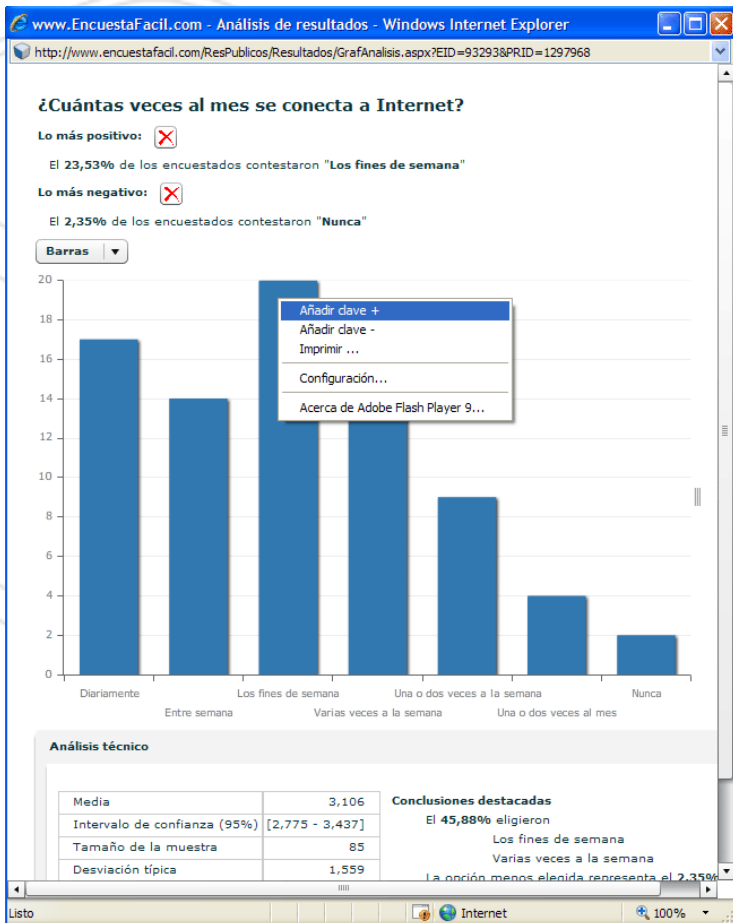 www.EncuestaFacil.com - Análisis de resultados - Windows Internet Explorer
http://www.encuestafacil.com/ResPublicos/Resultados/GrafAnalisis.aspx?EID=93293&PRID=1297968
¿Cuántas veces al mes se conecta a Internet?
Lo más positivo:
El 23,53% de los encuestados contestaron "Los fines de semana"
Lo más negativo:
El 2,35% de los encuestados contestaron "Nunca"
Barras
20
18
16
14
12
10
8
6
4
2
0
Añadir clave +
Añadir clave -
Imprimir ...
Configuración...
Acerca de Adobe Flash Player 9...
Diariamente
Entre semana
Los fines de semana
Varias veces a la semana
Una o dos veces a la semana
Una o dos veces al mes
Nunca
Análisis técnico
Media 3,106
Intervalo de confianza (95%) [2,775 - 3,437]
Tamaño de la muestra 85
Desviación típica 1,559
Conclusiones destacadas
El 45,88% eligieron
Los fines de semana
Varias veces a la semana
La opción menos elegida representa el 2,35%
Listo
Internet
100%